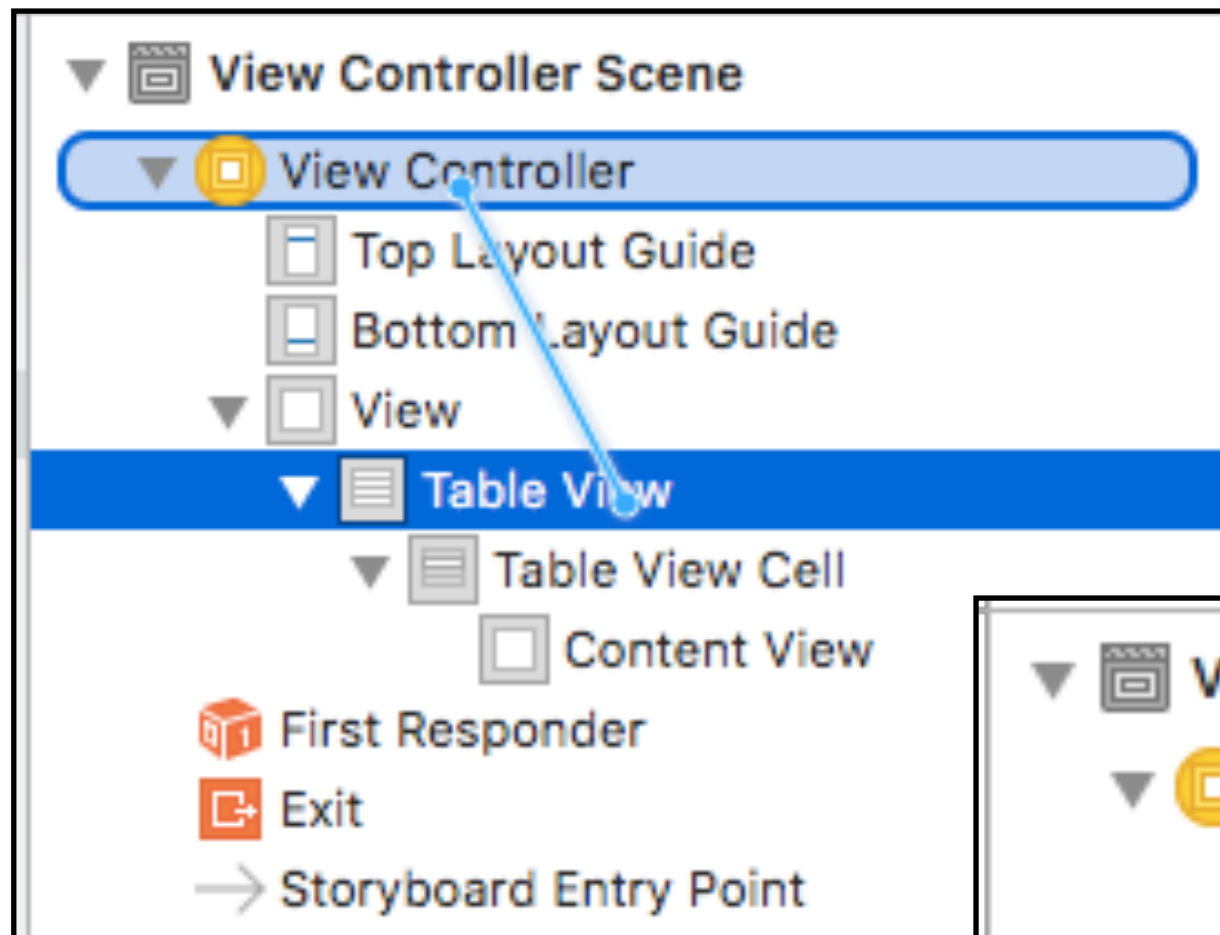 View Controller Scene
View Controller
Top Layout Guide
Bottom Layout Guide
View
Table View
Table View Cell
Content View
First Responder
Exit
Storyboard Entry Point